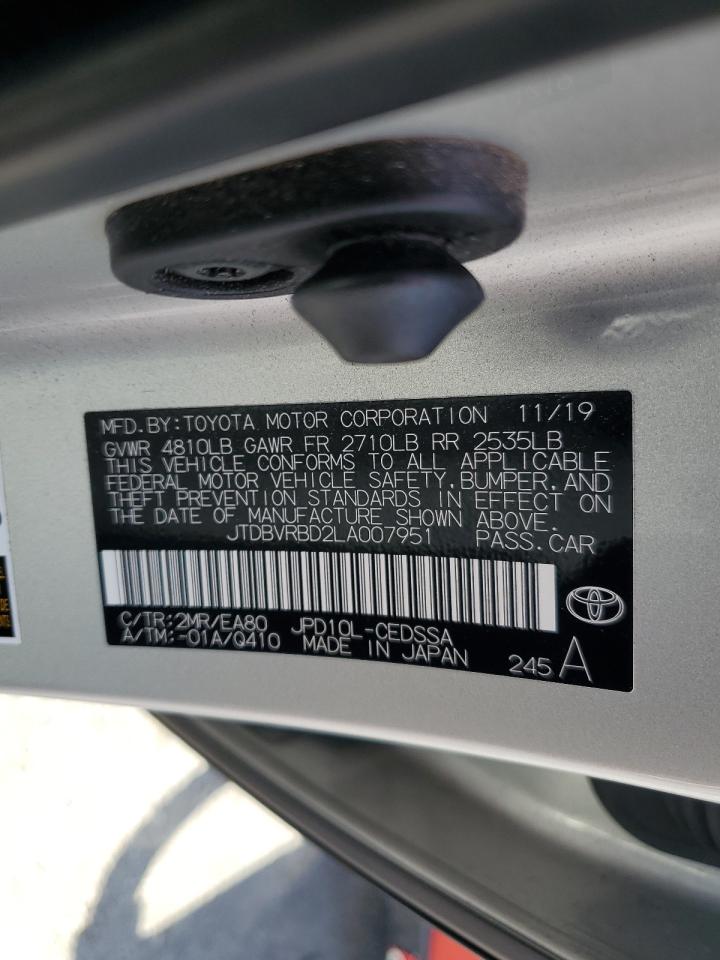 MFD. BY: TOYOTA MOTOR CORPORATION 11/19
GVWR 4810LB GAWR FR 2710LB RR 2535LB
THIS VEHICLE CONFORMS TO ALL APPLICABLE
FEDERAL MOTOR VEHICLE SAFETY, BUMPER, AND
THEFT PREVENTION STANDARDS IN EFFECT ON
THE DATE OF MANUFACTURE SHOWN ABOVE.
JTDBVRBD2LA007951 PASS. CAR
C/TR: 2MR/EA80 JPD10L-CEDSSA
A/TM: -01A/Q410 MADE IN JAPAN
245 A